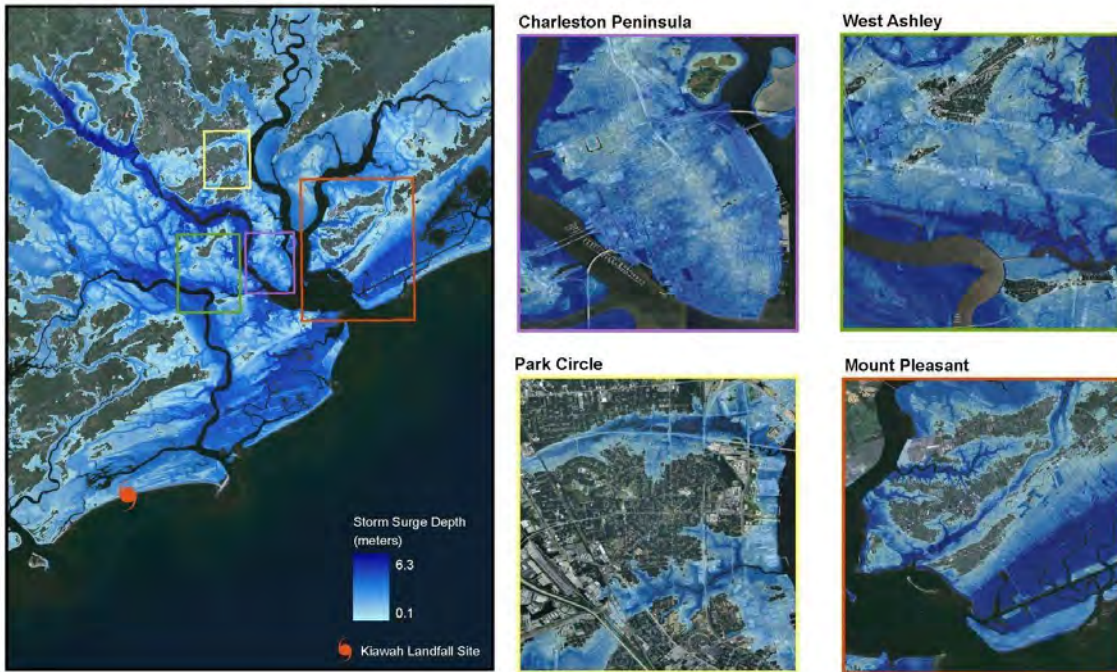 Charleston Peninsula
West Ashley
Park Circle
Mount Pleasant
Storm Surge Depth
(meters)
6.3
0.1
Kiawah Landfall Site